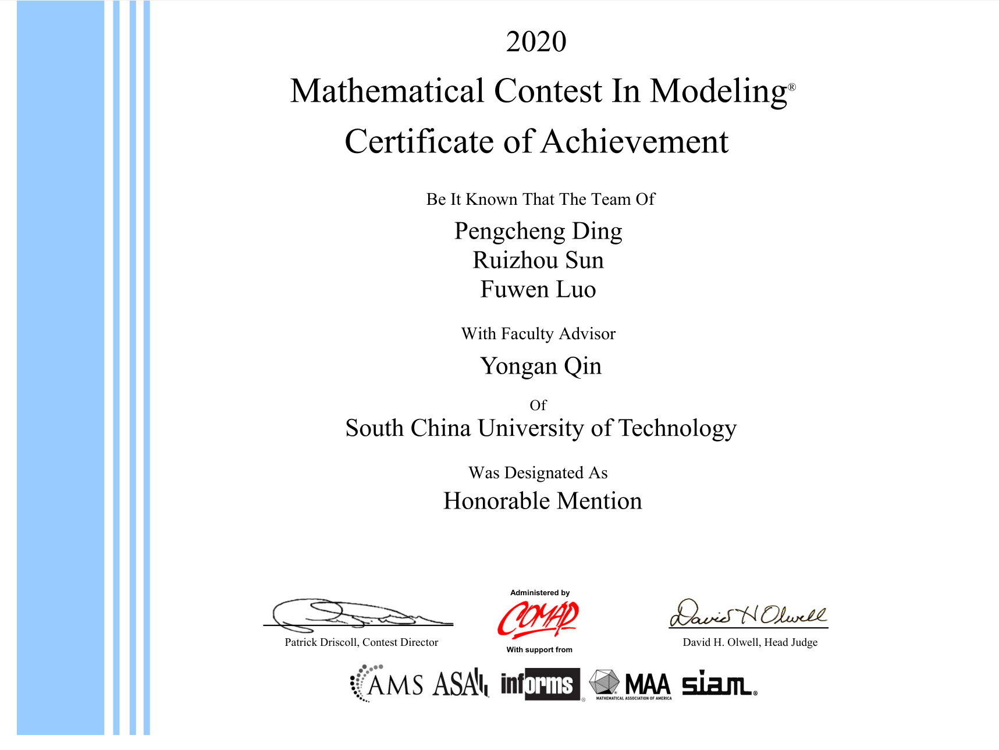 2020
Mathematical Contest In Modeling®
Certificate of Achievement
Be It Known That The Team Of
Pengcheng Ding
Ruizhou Sun
Fuwen Luo
With Faculty Advisor
Yongan Qin
Of
South China University of Technology
Was Designated As
Honorable Mention
Administered by
COMAP
David H Olwell
Patrick Driscoll, Contest Director
David H. Olwell, Head Judge
With support from
AMS ASA informs® MAA siam®
MATHEMATICAL ASSOCIATION OF AMERICA